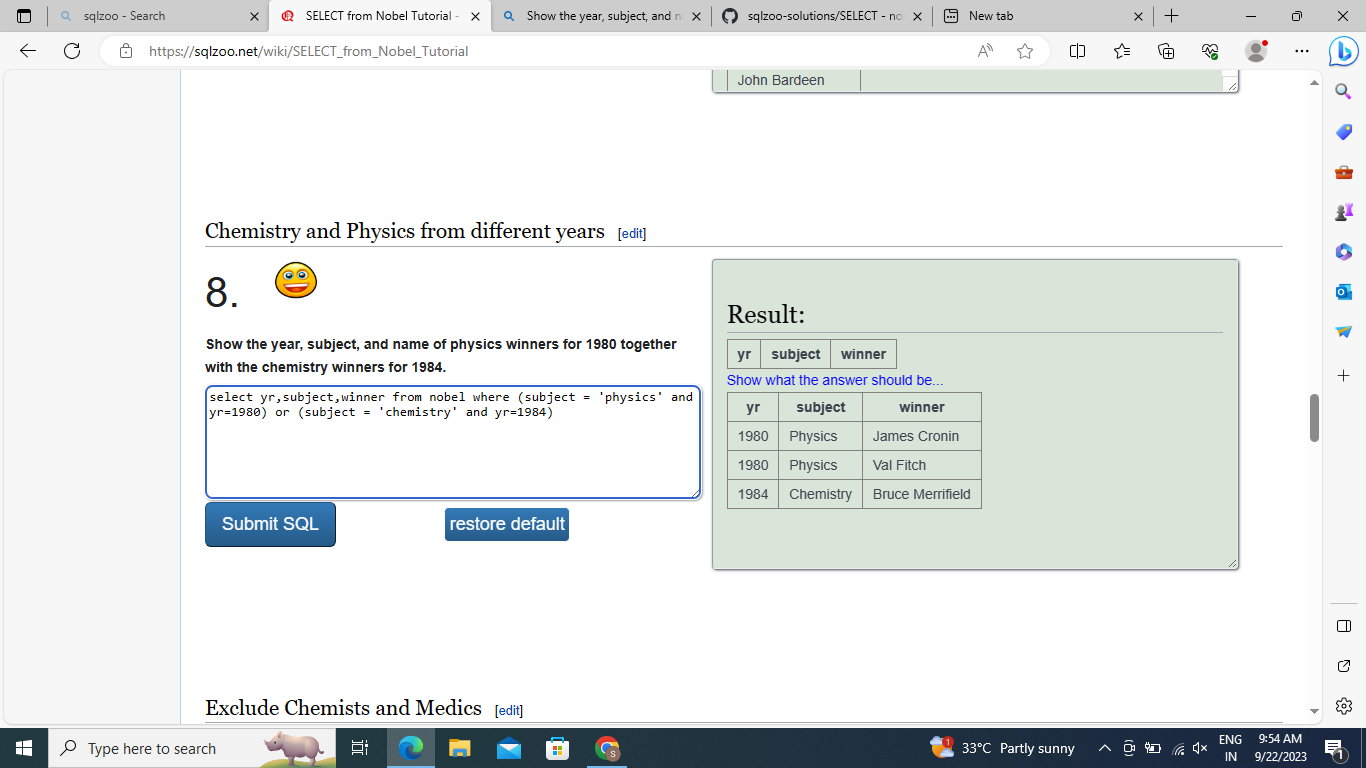 sqlzoo - Search
SELECT from Nobel Tutorial -
Show the year, subject, and n
sqlzoo-solutions/SELECT - no
New tab
https://sqlzoo.net/wiki/SELECT_from_Nobel_Tutorial
John Bardeen
Chemistry and Physics from different years [edit]
8.
Show the year, subject, and name of physics winners for 1980 together
with the chemistry winners for 1984.
select yr,subject,winner from nobel where (subject = 'physics' and
yr=1980) or (subject = 'chemistry' and yr=1984)
Submit SQL
restore default
Result:
yr subject winner
Show what the answer should be...
yr subject winner
1980 Physics James Cronin
1980 Physics Val Fitch
1984 Chemistry Bruce Merrifield
Exclude Chemists and Medics [edit]
Type here to search
S
1
33°C Partly sunny
ENG
IN
9:54 AM
9/22/2023
1